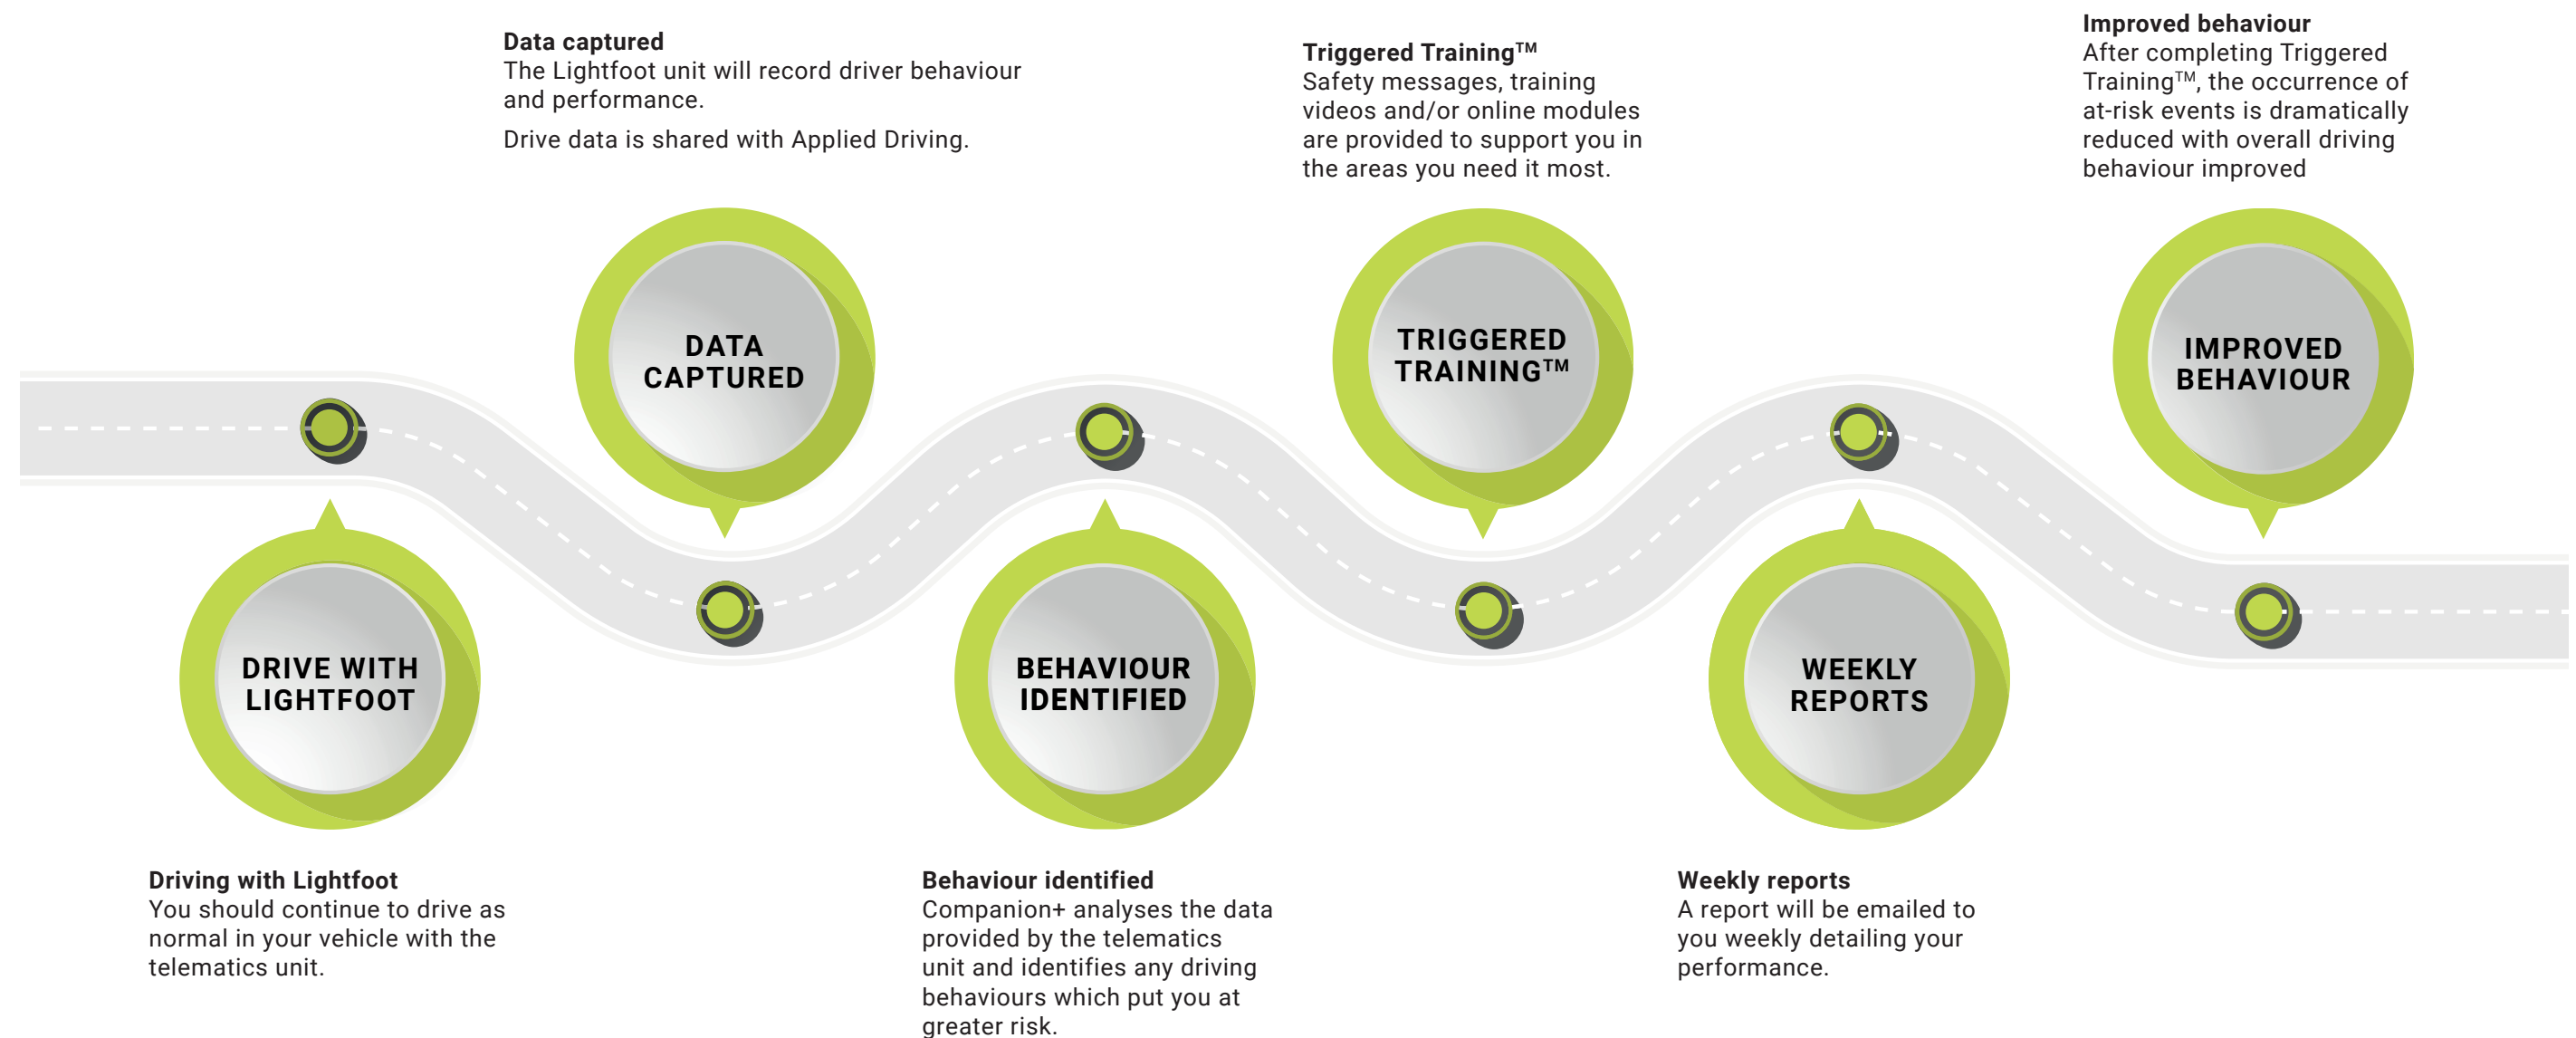 Data captured
The Lightfoot unit will record driver behaviour
and performance.
Drive data is shared with Applied Driving.
Triggered Training™
Safety messages, training
videos and/or online modules
are provided to support you in
the areas you need it most.
Improved behaviour
After completing Triggered
Training™, the occurrence of
at-risk events is dramatically
reduced with overall driving
behaviour improved
DATA
CAPTURED
TRIGGERED
TRAINING™
IMPROVED
BEHAVIOUR
DRIVE WITH
LIGHTFOOT
BEHAVIOUR
IDENTIFIED
WEEKLY
REPORTS
Driving with Lightfoot
You should continue to drive as
normal in your vehicle with the
telematics unit.
Behaviour identified
Companion+ analyses the data
provided by the telematics
unit and identifies any driving
behaviours which put you at
greater risk.
Weekly reports
A report will be emailed to
you weekly detailing your
performance.